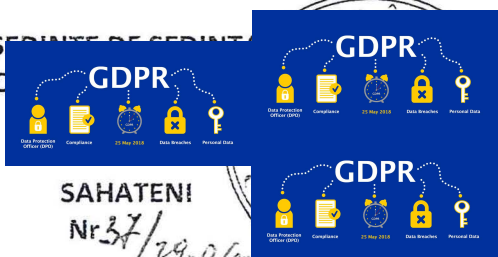 GDPR
Data Protection
Officer (DPO)
Compliance
25 May 2018
Data Breaches
Personal Data
GDPR
Data Protection
Officer (DPO)
Compliance
25 May 2018
Data Breaches
Personal Data
GDPR
Data Protection
Officer (DPO)
Compliance
25 May 2018
Data Breaches
Personal Data
SAHATENI
Nr 37/